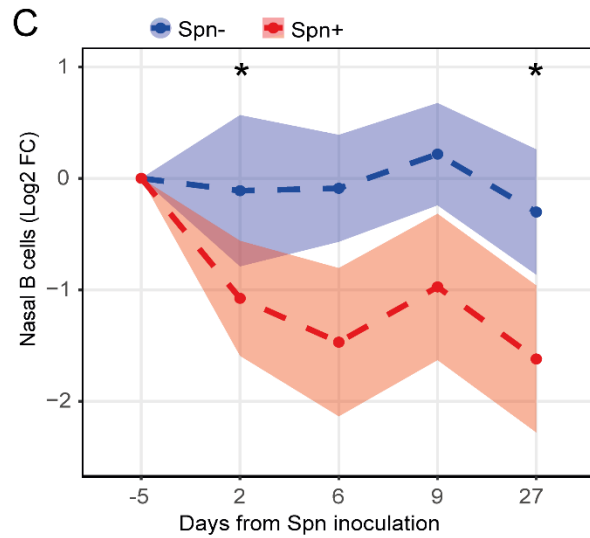 C
Spn- Spn+
1
* *
0
Nasal B cells (Log2 FC)
−1
−2
-5 2 6 9 27
Days from Spn inoculation